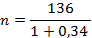 n = 136 / 1 + 0,34